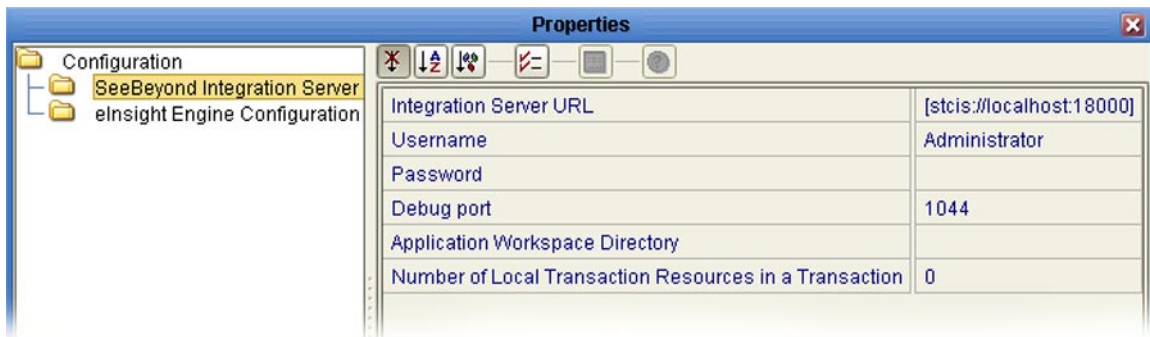 Properties
Configuration
SeeBeyond Integration Server
eInsight Engine Configuration
Integration Server URL [stcis://localhost:18000]
Username Administrator
Password
Debug port 1044
Application Workspace Directory
Number of Local Transaction Resources in a Transaction 0